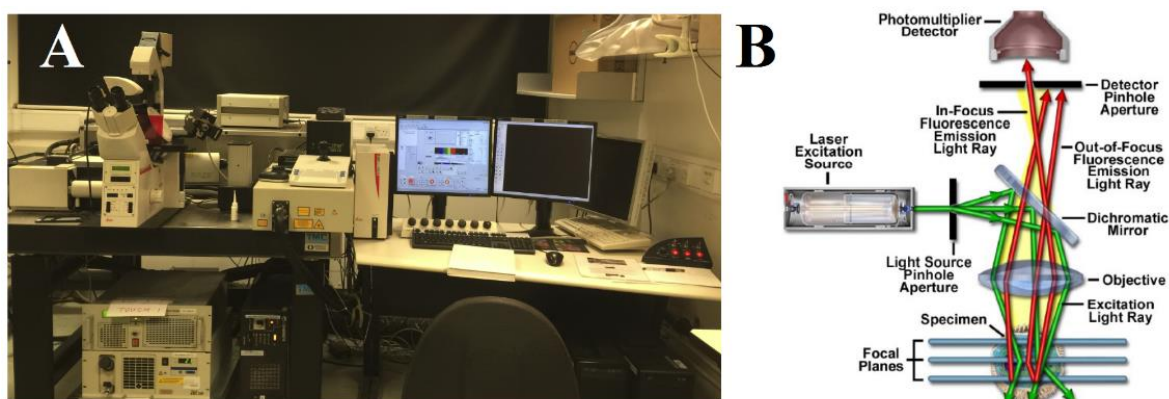 A
B
Photomultiplier
Detector
Detector
Pinhole
Aperture
In-Focus
Fluorescence
Emission
Light Ray
Out-of-Focus
Fluorescence
Emission
Light Ray
Laser
Excitation
Source
Dichromatic
Mirror
Light Source
Pinhole
Aperture
Objective
Excitation
Light Ray
Specimen
Focal
Planes